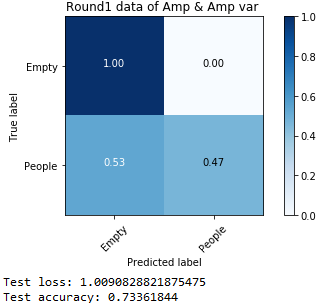 Round1 data of Amp & Amp var
1.0
Empty
1.00
0.00
0.8
0.6
True label
0.4
People
0.53
0.47
0.2
0.0
Empty
People
Predicted label
Test loss: 1.0090828821875475
Test accuracy: 0.73361844